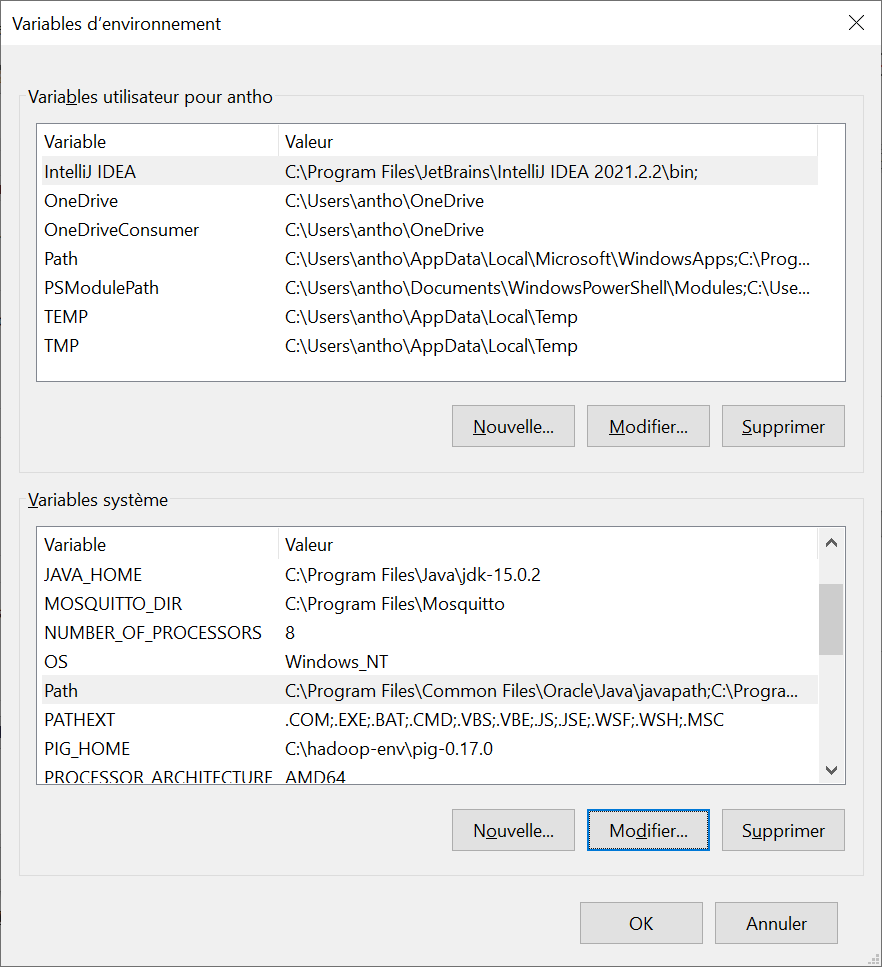 Variables d'environnement
Variables utilisateur pour antho
Variable Valeur
IntelliJ IDEA C:\Program Files\JetBrains\IntelliJ IDEA 2021.2.2\bin;
OneDrive C:\Users\antho\OneDrive
OneDriveConsumer C:\Users\antho\OneDrive
Path C:\Users\antho\AppData\Local\Microsoft\WindowsApps;C:\Prog...
PSModulePath C:\Users\antho\Documents\WindowsPowerShell\Modules;C:\Use...
TEMP C:\Users\antho\AppData\Local\Temp
TMP C:\Users\antho\AppData\Local\Temp
Nouvelle... Modifier... Supprimer
Variables système
Variable Valeur
JAVA_HOME C:\Program Files\Java\jdk-15.0.2
MOSQUITTO_DIR C:\Program Files\Mosquitto
NUMBER_OF_PROCESSORS 8
OS Windows_NT
Path C:\Program Files\Common Files\Oracle\Java\javapath;C:\Progra...
PATHEXT .COM;.EXE;.BAT;.CMD;.VBS;.VBE;.JS;.JSE;.WSF;.WSH;.MSC
PIG_HOME C:\hadoop-env\pig-0.17.0
PROCESSOR_ARCHITECTURE AMD64
Nouvelle... Modifier... Supprimer
OK Annuler